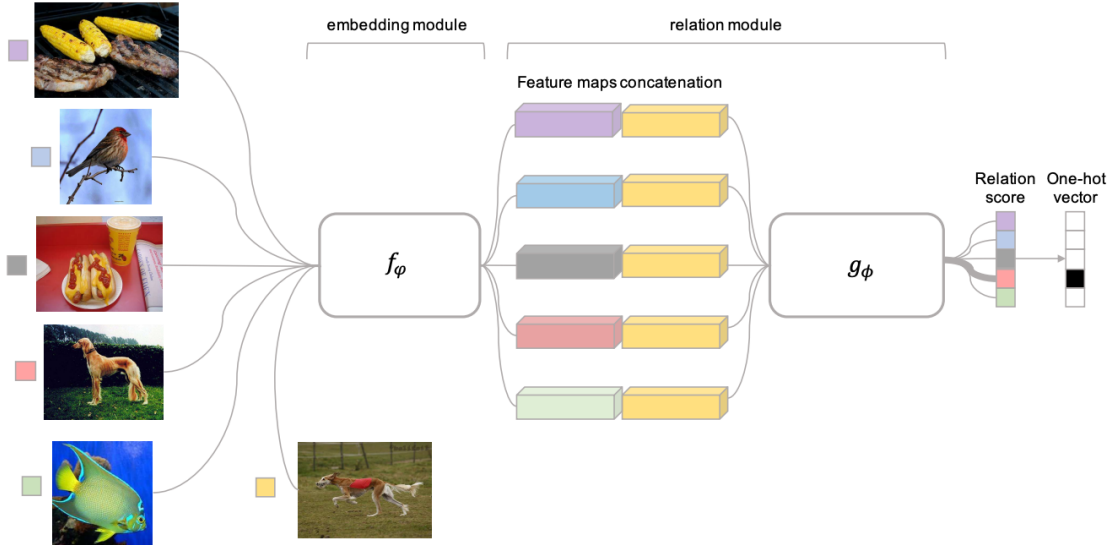 embedding module
relation module
Feature maps concatenation
Relation
score
One-hot
vector
f_φ
g_ϕ